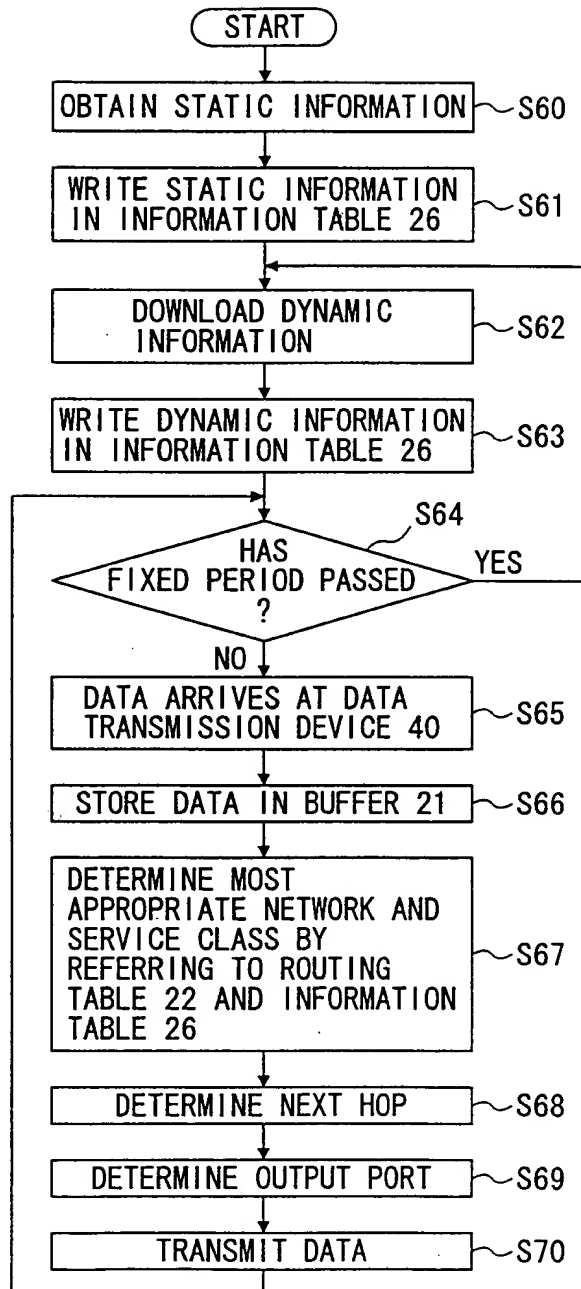 START
OBTAIN STATIC INFORMATION
S60
WRITE STATIC INFORMATION
IN INFORMATION TABLE 26
S61
DOWNLOAD DYNAMIC
INFORMATION
S62
WRITE DYNAMIC INFORMATION
IN INFORMATION TABLE 26
S63
S64
HAS
FIXED PERIOD PASSED
?
YES
NO
DATA ARRIVES AT DATA
TRANSMISSION DEVICE 40
S65
STORE DATA IN BUFFER 21
S66
DETERMINE MOST
APPROPRIATE NETWORK AND
SERVICE CLASS BY
REFERRING TO ROUTING
TABLE 22 AND INFORMATION
TABLE 26
S67
DETERMINE NEXT HOP
S68
DETERMINE OUTPUT PORT
S69
TRANSMIT DATA
S70